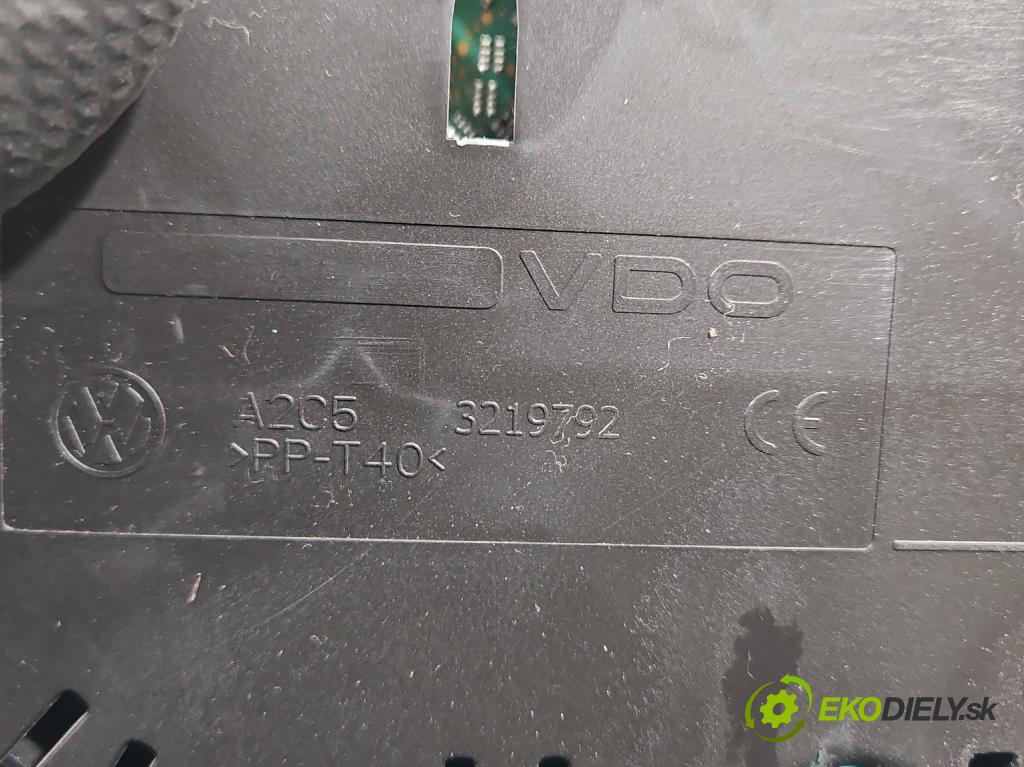 VDO
A2C5 3219792 CE
>PP-T40<
EKODIELY.sk